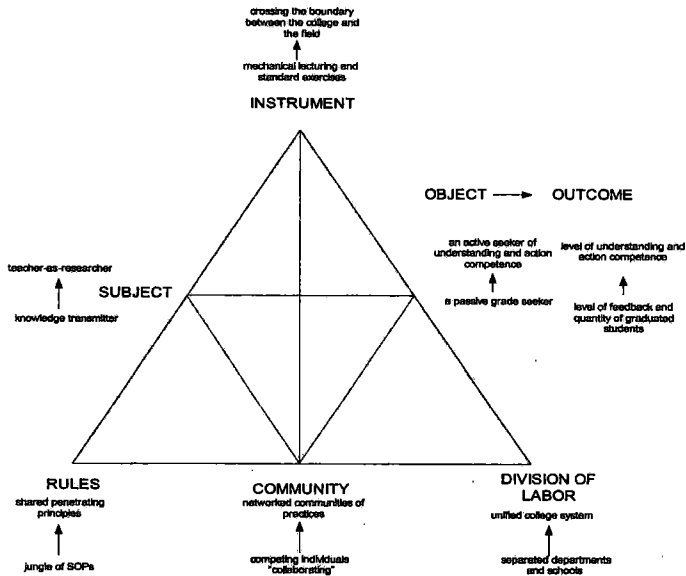 crossing the boundary
between the college and
the field
mechanical lecturing and
standard exercises
INSTRUMENT
OBJECT → OUTCOME
an active seeker of
understanding and action
competence
level of understanding and
action competence
teacher-as-researcher
SUBJECT
a passive grade seeker
knowledge transmitter
level of feedback and
quantity of graduated
students
RULES
shared penetrating
principles
jungle of SOPs
COMMUNITY
networked communities of
practices
competing individuals
"collaborating"
DIVISION OF
LABOR
unified college system
separated departments
and schools